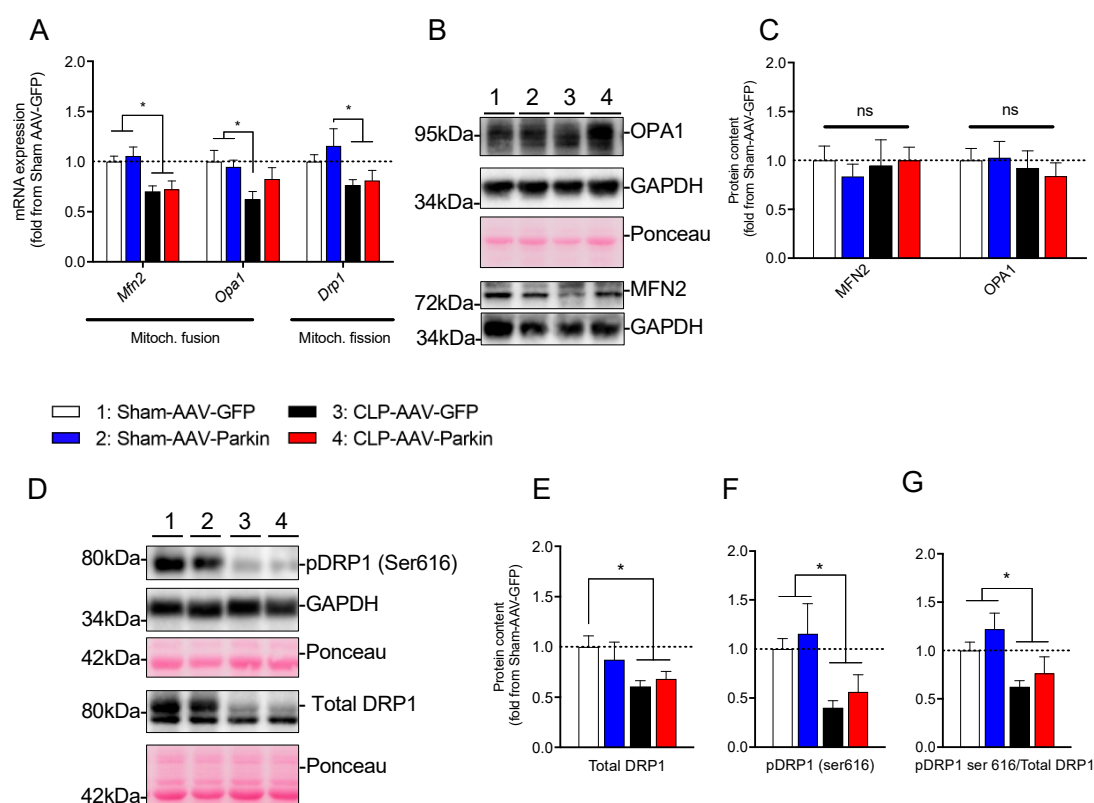 A
mRNA expression
(fold from Sham AAV-GFP)
2.0
1.5
1.0
0.5
0.0
*
*
*
Mfn2
Opa1
Drp1
Mitoch. fusion
Mitoch. fission
B
1 2 3 4
95kDa-
-OPA1
-GAPDH
34kDa-
-Ponceau
-MFN2
72kDa-
-GAPDH
34kDa-
C
Protein content
(fold from Sham-AAV-GFP)
2.0
1.5
1.0
0.5
0.0
ns
ns
MFN2
OPA1
1: Sham-AAV-GFP
3: CLP-AAV-GFP
2: Sham-AAV-Parkin
4: CLP-AAV-Parkin
D
1 2 3 4
80kDa-
-pDRP1 (Ser616)
-GAPDH
34kDa-
-Ponceau
42kDa-
- Total DRP1
80kDa-
-Ponceau
42kDa-
E
Protein content
(fold from Sham-AAV-GFP)
2.0
1.5
1.0
0.5
0.0
*
Total DRP1
F
2.0
1.5
1.0
0.5
0.0
*
pDRP1 (ser616)
G
2.0
1.5
1.0
0.5
0.0
*
pDRP1 ser 616/Total DRP1